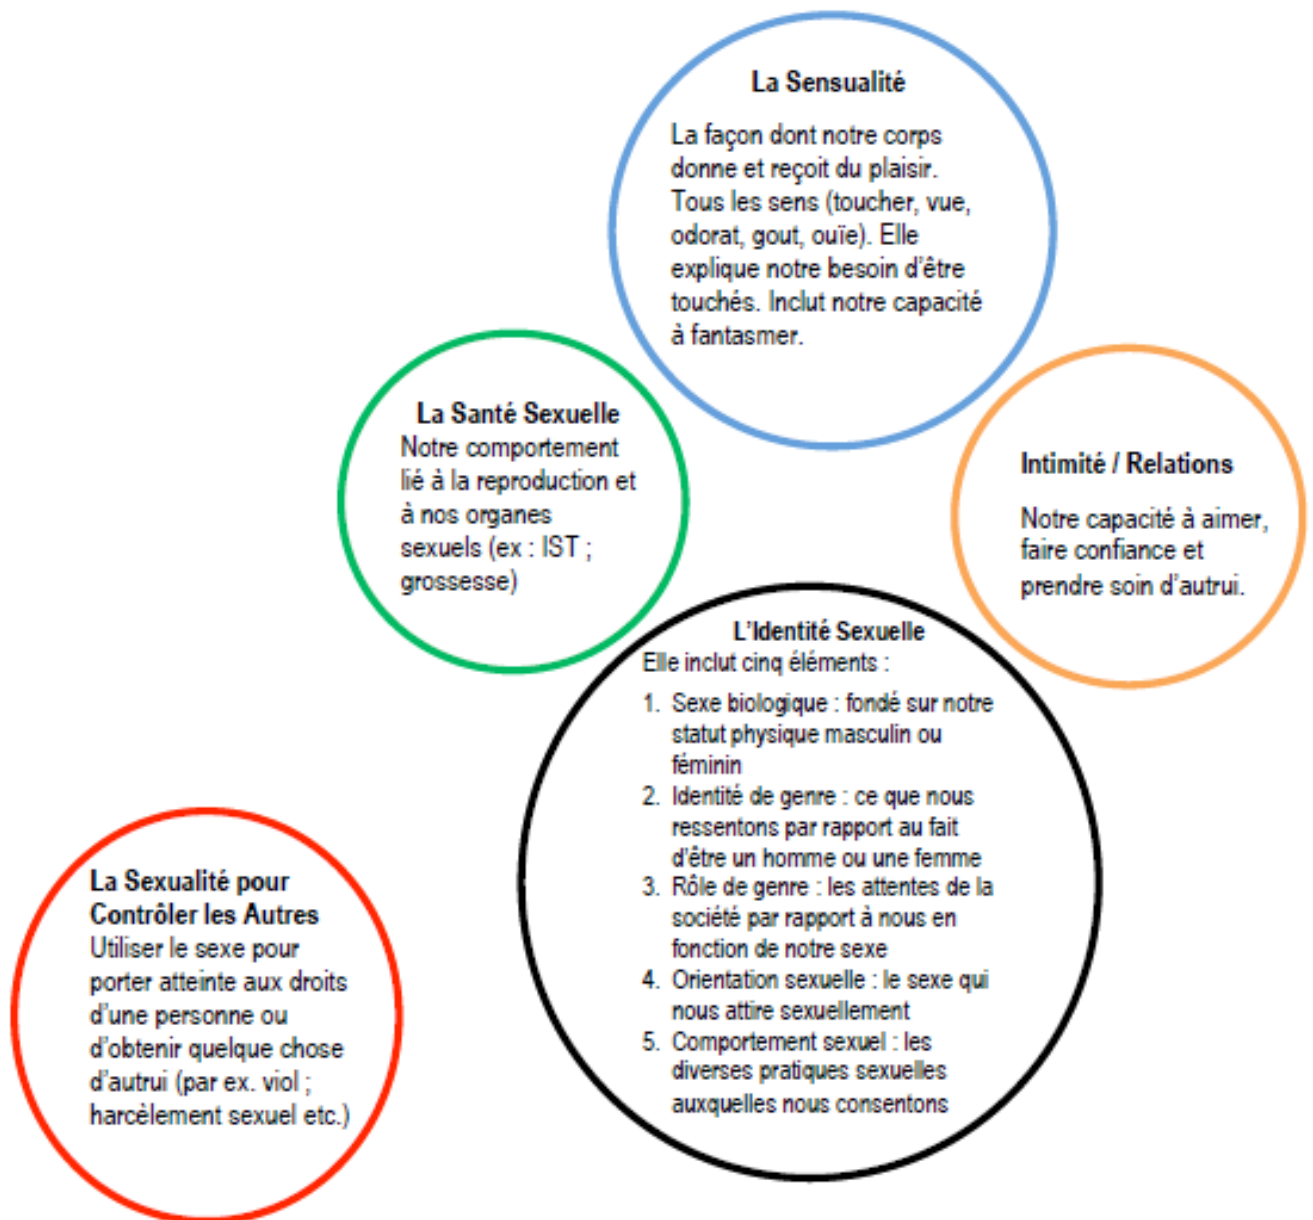 La Sensualité
La façon dont notre corps
donne et reçoit du plaisir.
Tous les sens (toucher, vue,
odorat, gout, ouïe). Elle
explique notre besoin d'être
touchés. Inclut notre capacité
à fantasmer.
La Santé Sexuelle
Notre comportement
lié à la reproduction et
à nos organes
sexuels (ex : IST ;
grossesse)
Intimité / Relations
Notre capacité à aimer,
faire confiance et
prendre soin d'autrui.
L'Identité Sexuelle
Elle inclut cinq éléments :
1. Sexe biologique : fondé sur notre
statut physique masculin ou
féminin
2. Identité de genre : ce que nous
ressentons par rapport au fait
d'être un homme ou une femme
3. Rôle de genre : les attentes de la
société par rapport à nous en
fonction de notre sexe
4. Orientation sexuelle : le sexe qui
nous attire sexuellement
5. Comportement sexuel : les
diverses pratiques sexuelles
auxquelles nous consentons
La Sexualité pour
Contrôler les Autres
Utiliser le sexe pour
porter atteinte aux droits
d'une personne ou
d'obtenir quelque chose
d'autrui (par ex. viol ;
harcèlement sexuel etc.)